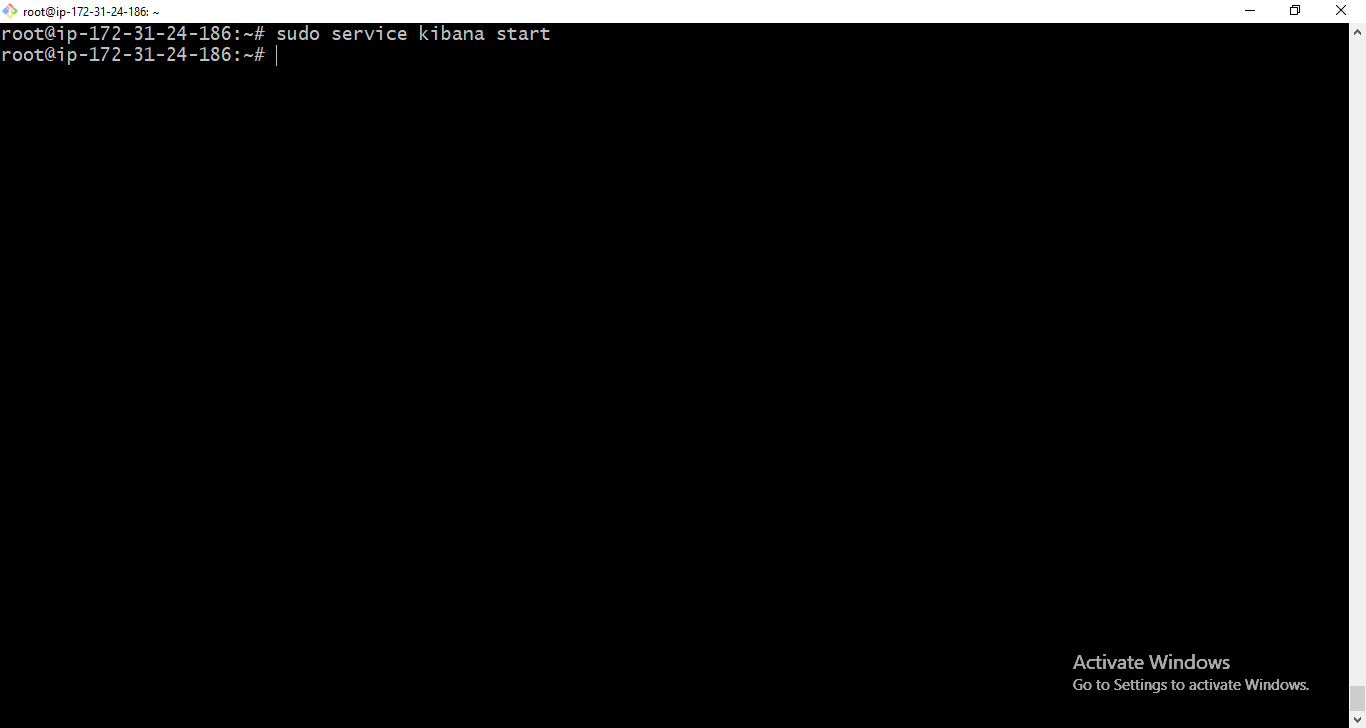 root@ip-172-31-24-186: ~
root@ip-172-31-24-186:~# sudo service kibana start
root@ip-172-31-24-186:~#
Activate Windows
Go to Settings to activate Windows.